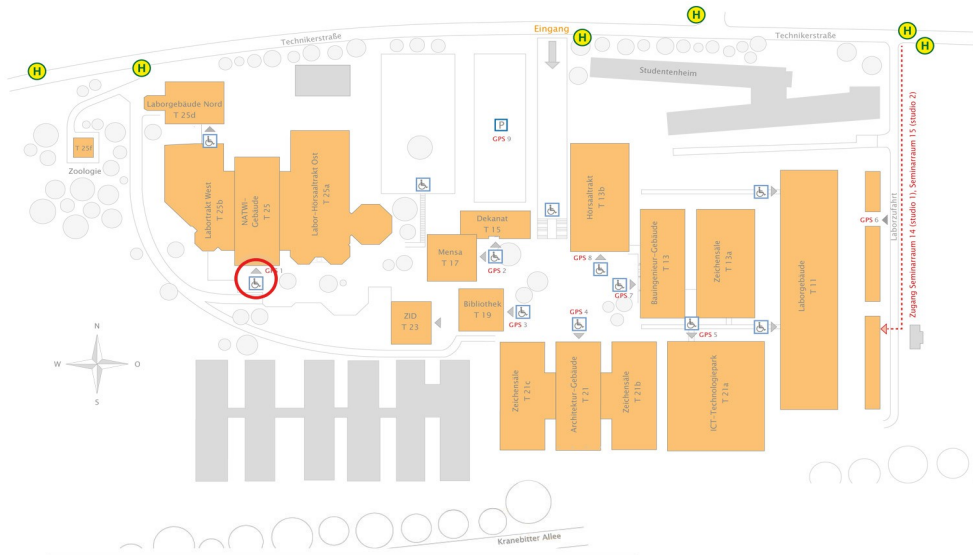 Eingang
H
H
H
H
H
H
Technikerstraße
Technikerstraße
Studentenheim
Laborgebäude Nord
T 25d
T 25f
Zoologie
Labortrakt West
T 25b
NATWI-
Gebäude
T 25
Labor-Hörsaaltrakt Ost
T 25a
P
GPS 9
Hörsaaltrakt
T 13b
Dekanat
T 15
Mensa
T 17
GPS 2
GPS 1
GPS 8
GPS 7
Bauingenieur-Gebäude
T 13
Zeichensäle
T 13a
Laborgebäude
T 11
GPS 6
Laborzufahrt
Zugang Seminarraum 14 (studio 1), Seminarraum 15 (studio 2)
ZID
T 23
Bibliothek
T 19
GPS 3
GPS 4
GPS 5
N
W
O
S
Zeichensäle
T 21c
Architektur-Gebäude
T 21
Zeichensäle
T 21b
ICT-Technologiepark
T 21a
Kranebitter Allee